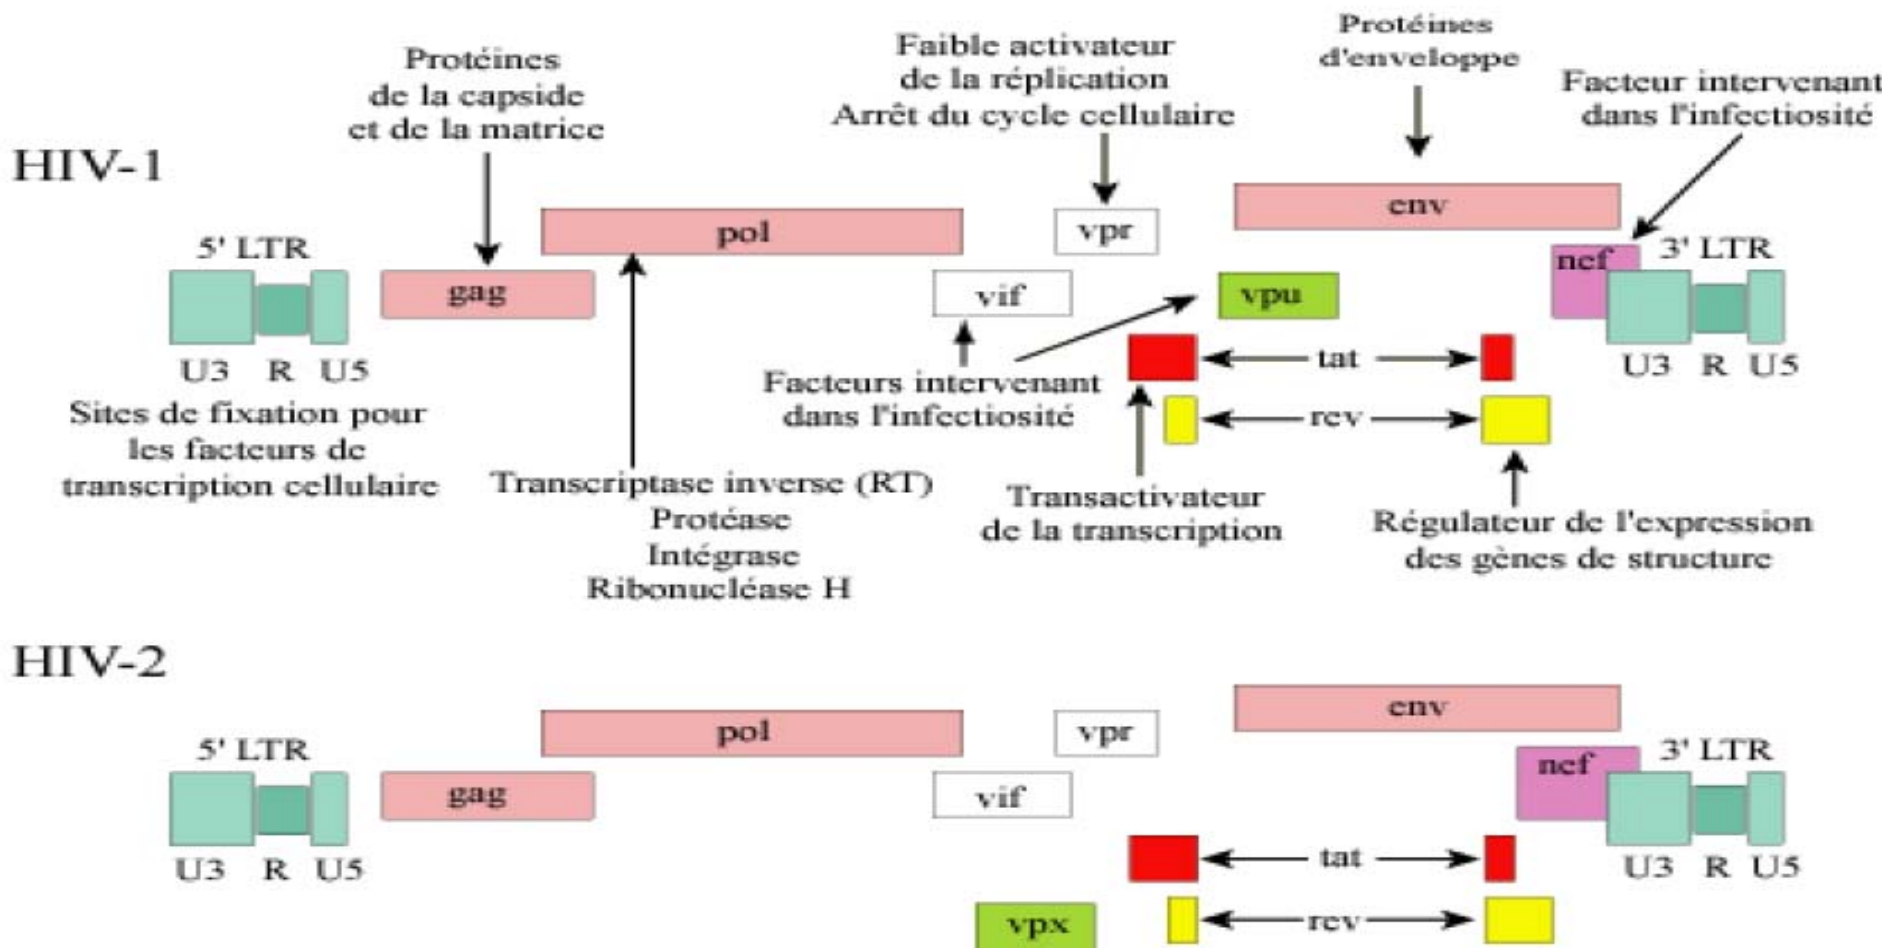 Protéines
de la capside
et de la matrice
Faible activateur
de la réplication
Arrêt du cycle cellulaire
Protéines
d'enveloppe
Facteur intervenant
dans l'infectiosité
HIV-1
5' LTR
gag
pol
vif
vpr
vpu
env
nef
3' LTR
U3 R U5
tat
rev
U3 R U5
Sites de fixation pour
les facteurs de
transcription cellulaire
Transcriptase inverse (RT)
Protéase
Intégrase
Ribonucléase H
Facteurs intervenant
dans l'infectiosité
Transactivateur
de la transcription
Régulateur de l'expression
des gènes de structure
HIV-2
5' LTR
gag
pol
vif
vpr
env
nef
3' LTR
U3 R U5
vpx
tat
rev
U3 R U5